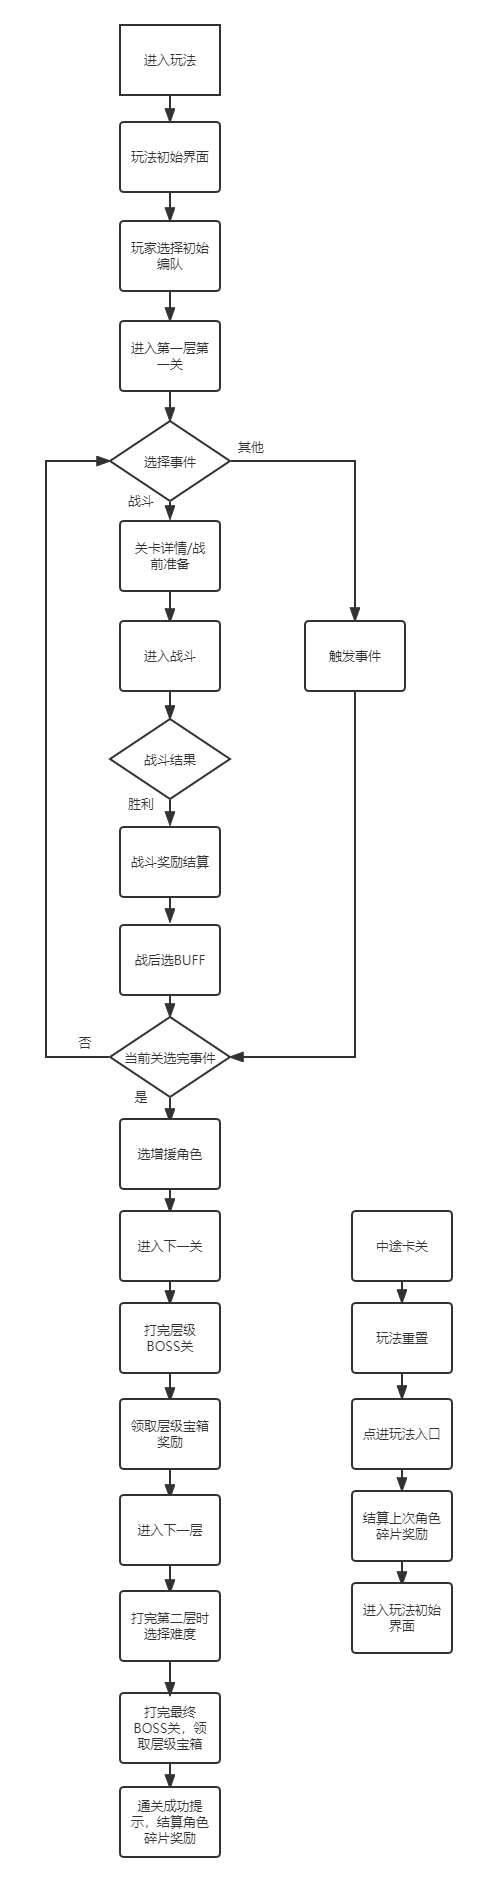 进入玩法
玩法初始界面
玩家选择初始
编队
进入第一层第
一关
选择事件
其他
战斗
关卡详情/战
前准备
进入战斗
触发事件
战斗结果
胜利
战斗奖励结算
战后选BUFF
否
当前关选完事件
是
选增援角色
进入下一关
打完层级
BOSS关
领取层级宝箱
奖励
进入下一层
打完第二层时
选择难度
打完最终
BOSS关，领
取层级宝箱
通关成功提
示，结算角色
碎片奖励
中途卡关
玩法重置
点进玩法入口
结算上次角色
碎片奖励
进入玩法初始
界面